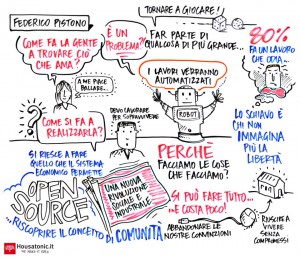 FEDERICO PISTONO
COME FA LA GENTE
A TROVARE CIÒ
CHE AMA?
È UN
PROBLEMA?
TORNARE A GIOCARE!
FAR PARTE DI
QUALCOSA DI PIÙ GRANDE...
80%
FA UN LAVORO
CHE ODIA...
A ME PIACE
BALLARE...
I LAVORI VERRANNO
AUTOMATIZZATI
COME SI FA A
REALIZZARLA?
DEVO LAVORARE
PER SOPRAVVIVERE
ROBOT
LO SCHIAVO È
CHI NON
IMMAGINA
PIÙ LA
LIBERTÀ
SI RIESCE A FARE
QUELLO CHE IL SISTEMA
ECONOMICO PERMETTE
PERCHÉ
FACCIAMO LE COSE
CHE FACCIAMO?
OPEN
SOURCE
UNA NUOVA
RIVOLUZIONE
SOCIALE E
INDUSTRIALE
SI PUÒ FARE TUTTO...
...E COSTA POCO!
...RISCOPRIRE IL CONCETTO DI COMUNITÀ
ABBANDONARE LE
NOSTRE CONVINZIONI
RIUSCITE A
VIVERE
SENZA
COMPROMESSI
Housatonic.it